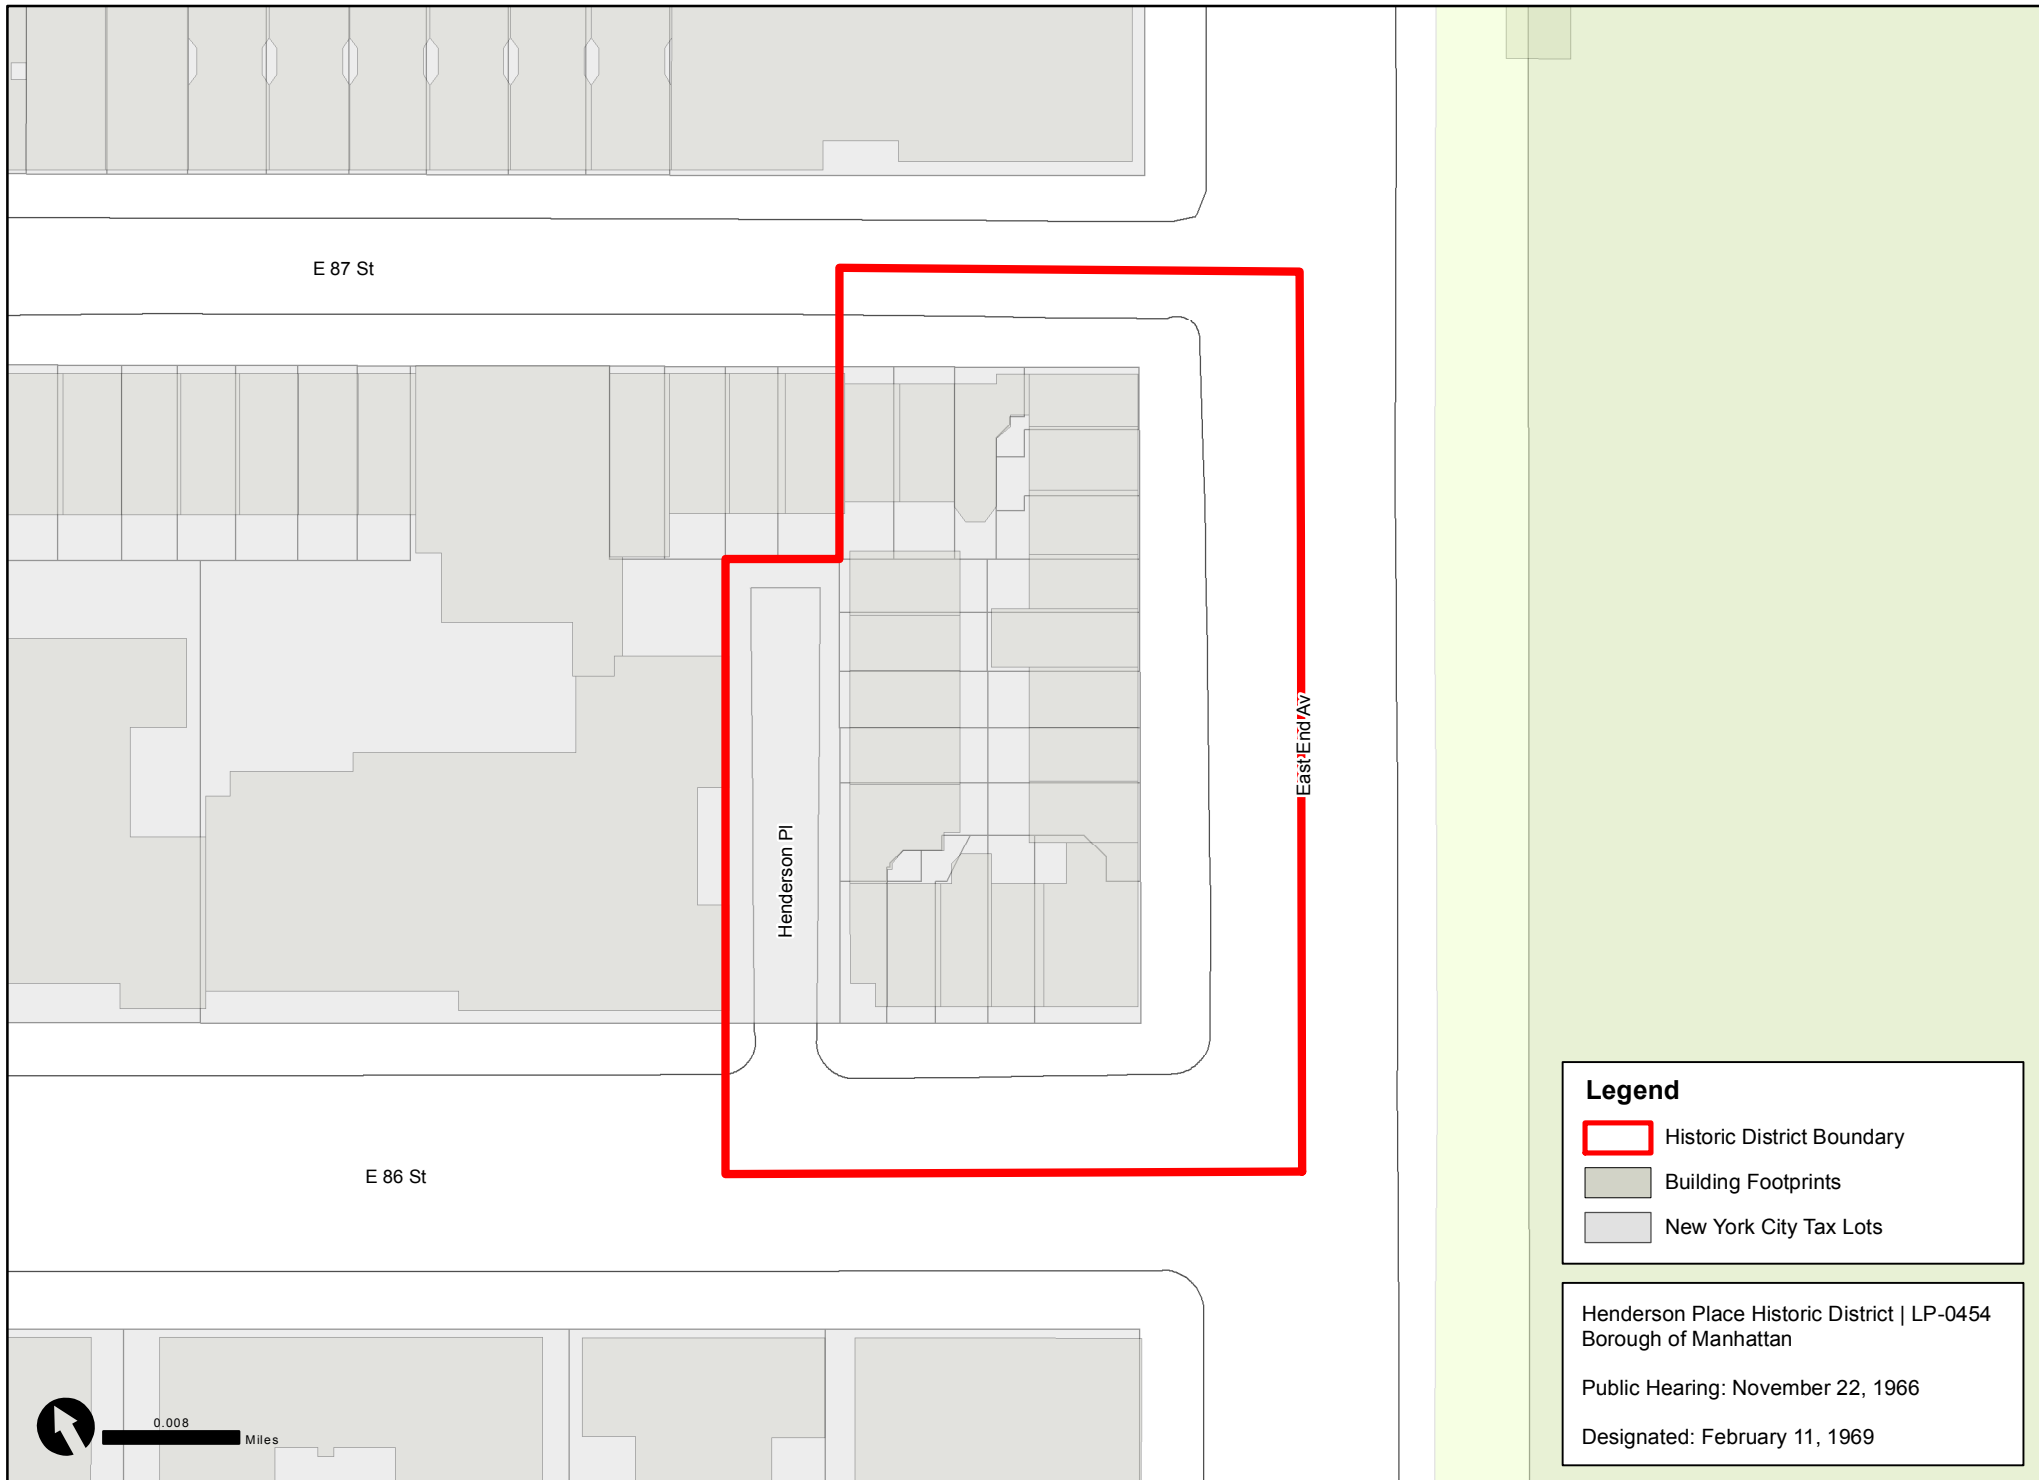 E 87 St
East End Av
Henderson Pl
E 86 St
Legend
Historic District Boundary
Building Footprints
New York City Tax Lots
Henderson Place Historic District | LP-0454
Borough of Manhattan
Public Hearing: November 22, 1966
Designated: February 11, 1969
0.008
Miles